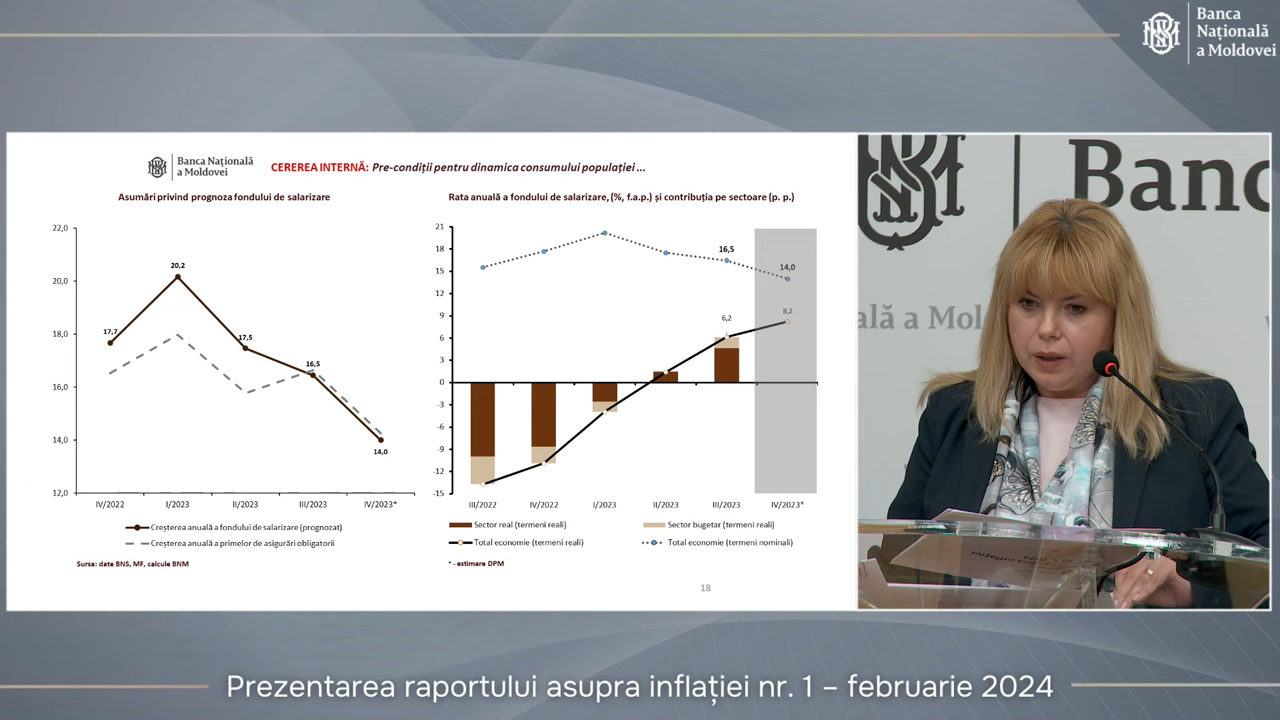 Banca
Națională
a Moldovei
Banca Națională
a Moldovei
CEREREA INTERNĂ: Pre-condiții pentru dinamica consumului populației ...
Asumări privind prognoza fondului de salarizare
22,0
20,0
18,0
16,0
14,0
12,0
17,7
20,2
17,5
16,5
14,0
IV/2022
I/2023
II/2023
III/2023
IV/2023*
Creșterea anuală a fondului de salarizare (prognozat)
Creșterea anuală a primelor de asigurări obligatorii
Sursa: date BNS, MF, calcule BNM
Rata anuală a fondului de salarizare, (%, f.a.p.) și contribuția pe sectoare (p. p.)
21
18
15
12
9
6
3
0
-3
-6
-9
-12
-15
16,5
14,0
6,2
8,2
III/2022
IV/2022
I/2023
II/2023
III/2023
IV/2023*
Sector real (termeni reali)
Sector bugetar (termeni reali)
Total economie (termeni reali)
Total economie (termeni nominali)
* - estimare DPM
18
Banc
ală a Mol
Prezentarea raportului asupra inflației nr. 1 – februarie 2024